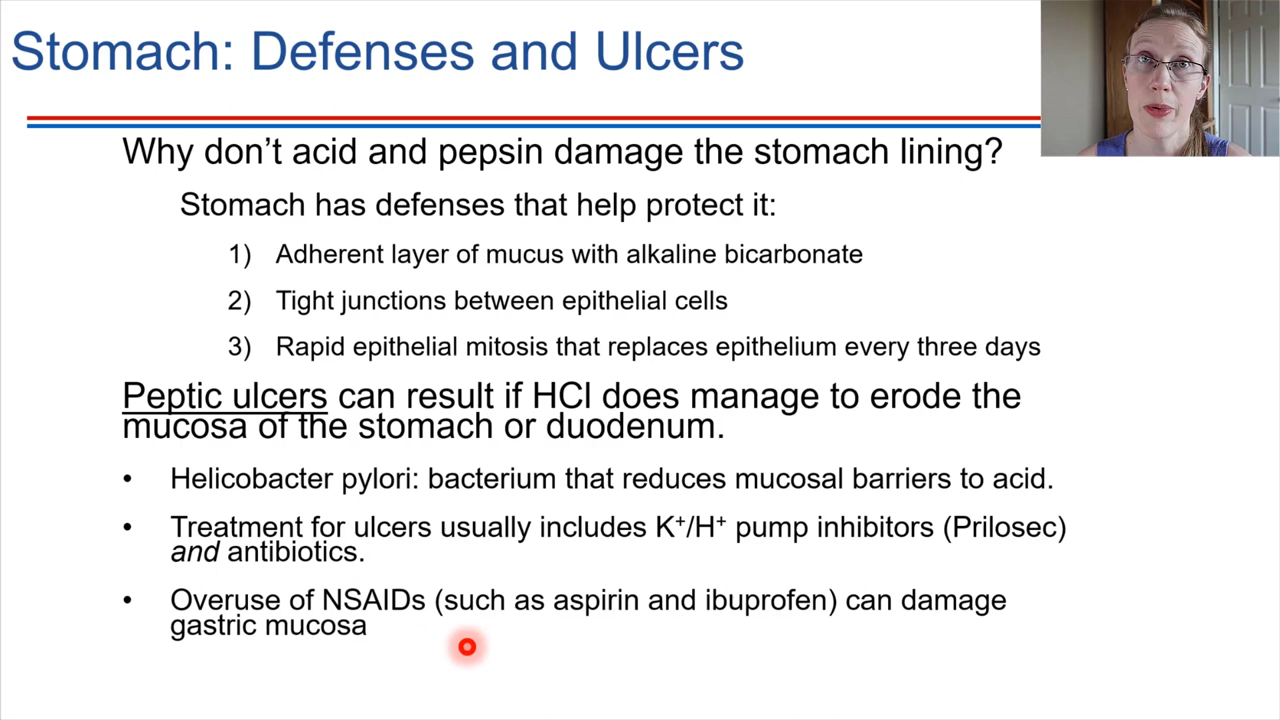 Stomach: Defenses and Ulcers
Why don’t acid and pepsin damage the stomach lining?
Stomach has defenses that help protect it:
1) Adherent layer of mucus with alkaline bicarbonate
2) Tight junctions between epithelial cells
3) Rapid epithelial mitosis that replaces epithelium every three days
Peptic ulcers can result if HCl does manage to erode the
mucosa of the stomach or duodenum.
• Helicobacter pylori: bacterium that reduces mucosal barriers to acid.
• Treatment for ulcers usually includes K⁺/H⁺ pump inhibitors (Prilosec)
and antibiotics.
• Overuse of NSAIDs (such as aspirin and ibuprofen) can damage
gastric mucosa